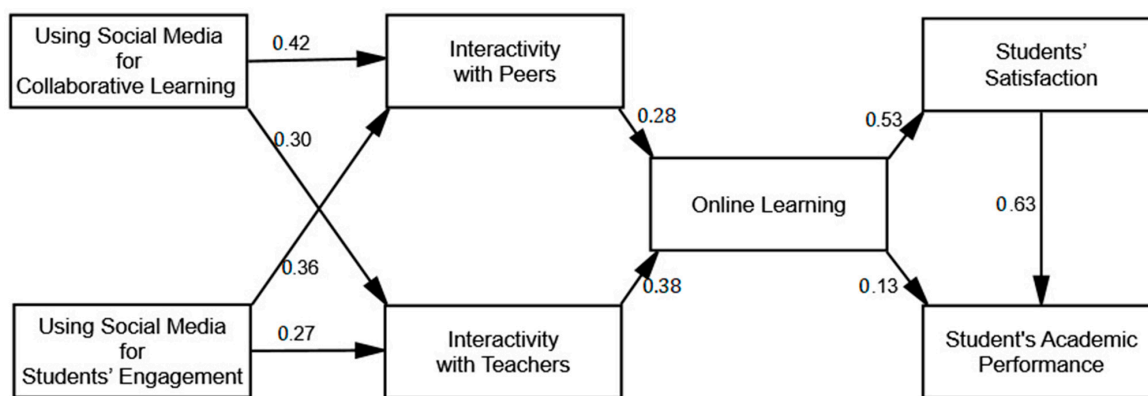 Using Social Media
for
Collaborative Learning
0.42
Interactivity
with Peers
Students’
Satisfaction
0.30
0.28
0.53
Online Learning
0.63
0.36
0.38
0.13
Using Social Media
for
Students’ Engagement
0.27
Interactivity
with Teachers
Student's Academic
Performance